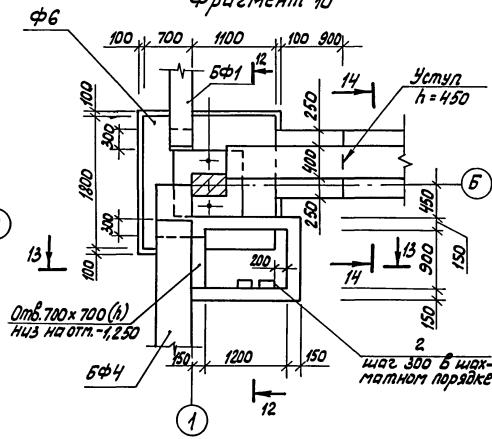 Фрагмент 10
Ф6
100 700 1100 100 900
БФ1
12
14
Уступ
h=450
100
300
1800
300
100
250
400
250
Б
450
900
150
150
13
13
14
200
Отв. 700×700(h)
низ на отм.-1,250
БФ4
150 1200 150
2
шаг 300 в шах-
матном порядке
12
1